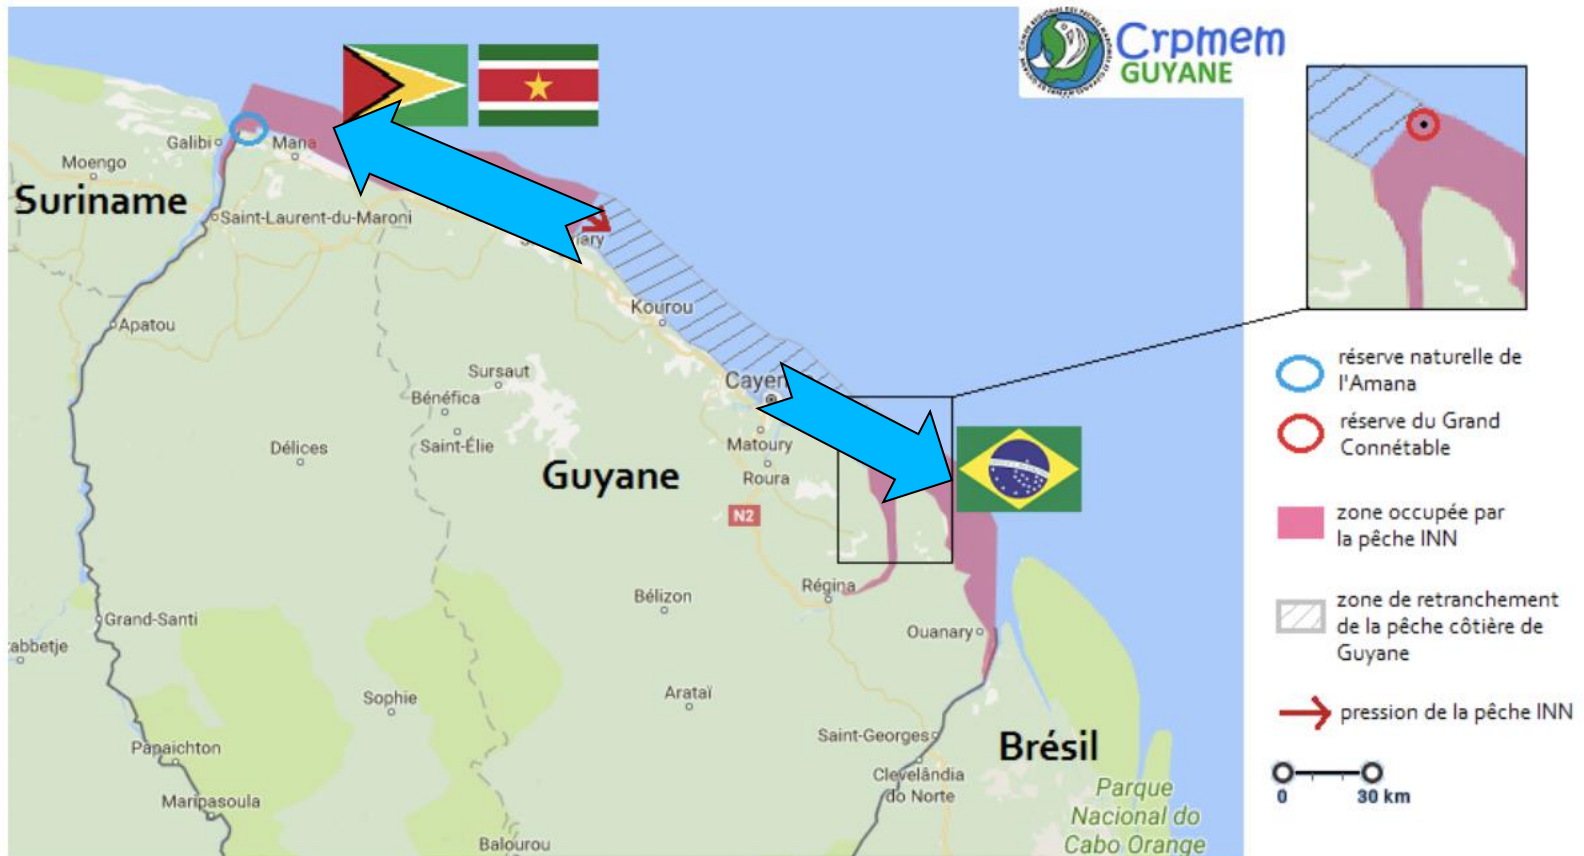 Crpmem
GUYANE
Galibi
Mana
Moengo
Suriname
Saint-Laurent-du-Maroni
Apatou
Kourou
Sursaut
Bénéfica
Saint-Élie
Délices
Matoury
Roura
Guyane
N2
Régina
Bélizon
Ouanary
Grand-Santi
Sophie
Arataï
Papaichton
Saint-Georges
Brésil
Maripasoula
Clevelândia
do Norte
Balourou
Parque
Nacional do
Cabo Orange
réserve naturelle de
l'Amana
réserve du Grand
Connétable
zone occupée par
la pêche INN
zone de retranchement
de la pêche côtière de
Guyane
pression de la pêche INN
0 30 km